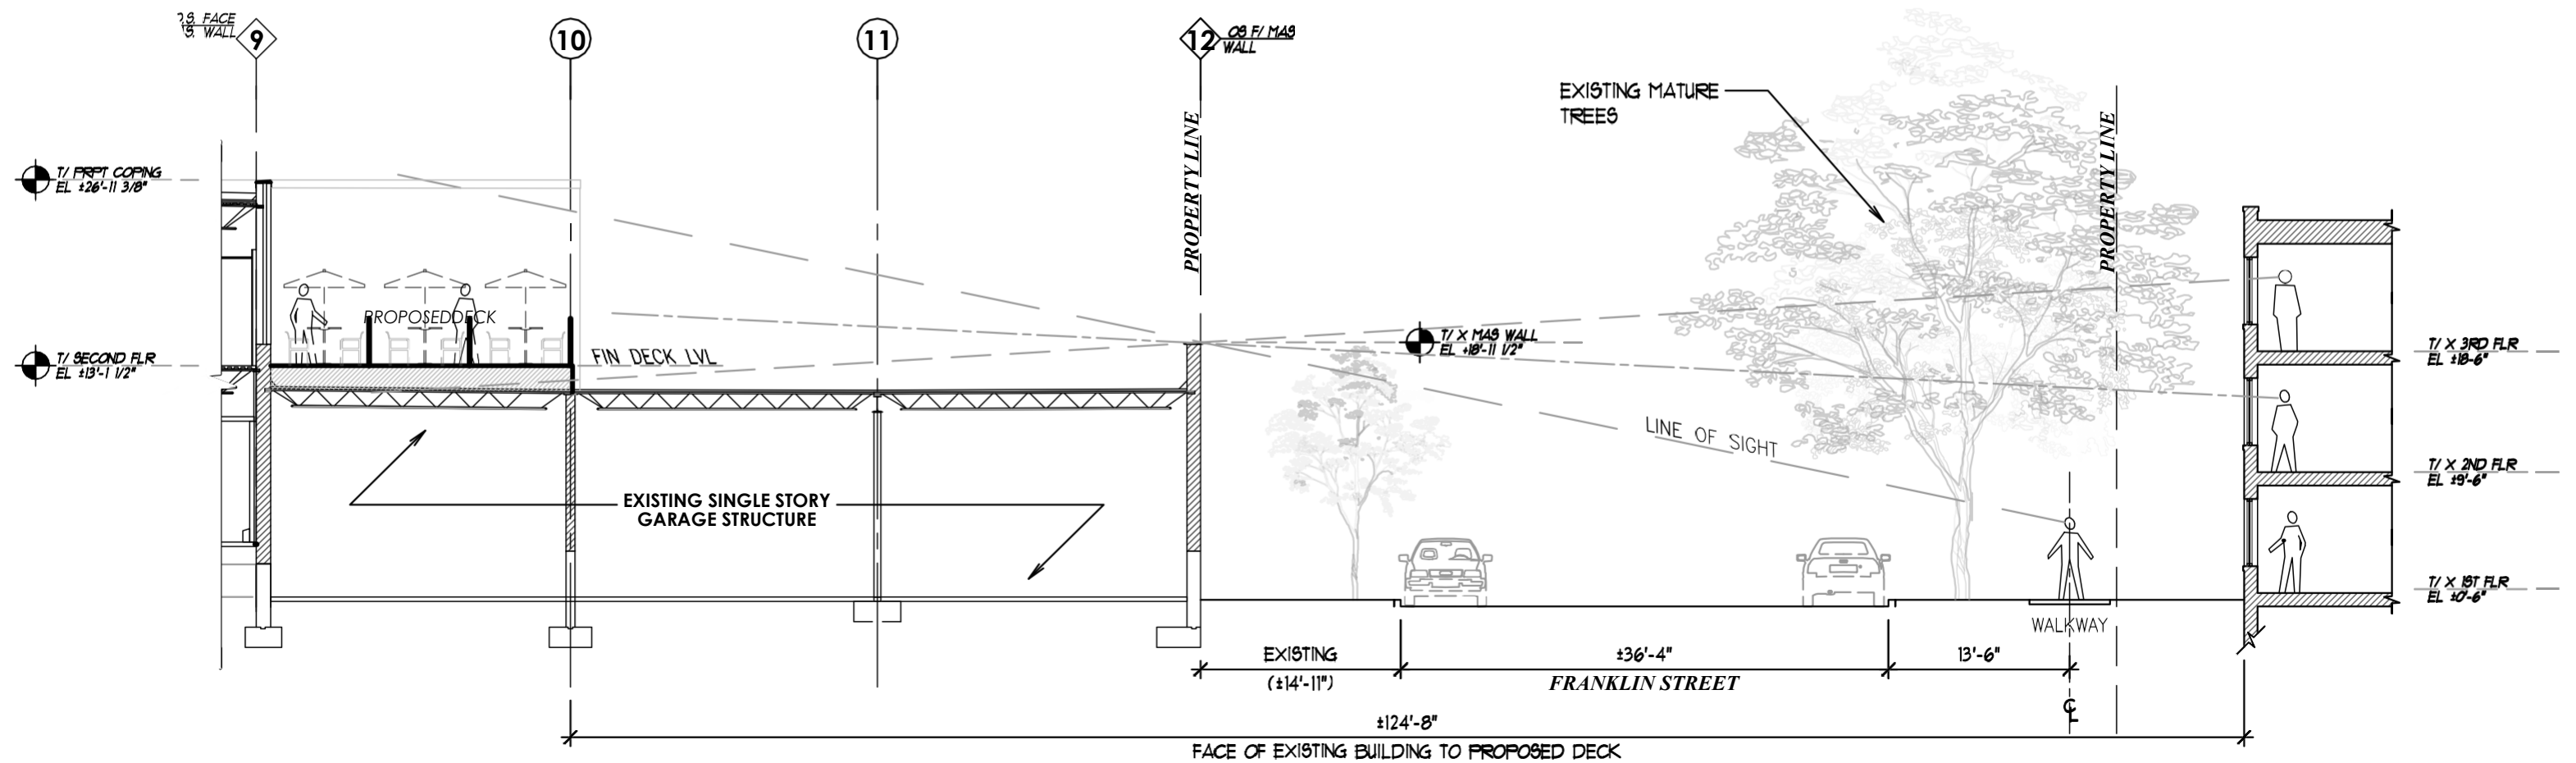 9
10
11
12
O.S. FACE
S. WALL
OS F/ MAS
WALL
EXISTING MATURE
TREES
PROPERTY LINE
PROPERTY LINE
T/ PRPT COPING
EL ±26'-11 3/8"
PROPOSEDDECK
T/ SECOND FLR
EL ±13'-1 1/2"
FIN DECK LVL
T/ X MAS WALL
EL +18'-11 1/2"
T/ X 3RD FLR
EL ±18'-6"
LINE OF SIGHT
T/ X 2ND FLR
EL ±9'-6"
EXISTING SINGLE STORY
GARAGE STRUCTURE
T/ X 1ST FLR
EL ±0'-6"
WALKWAY
EXISTING
(±14'-11")
±36'-4"
FRANKLIN STREET
13'-6"
℄
±124'-8"
FACE OF EXISTING BUILDING TO PROPOSED DECK